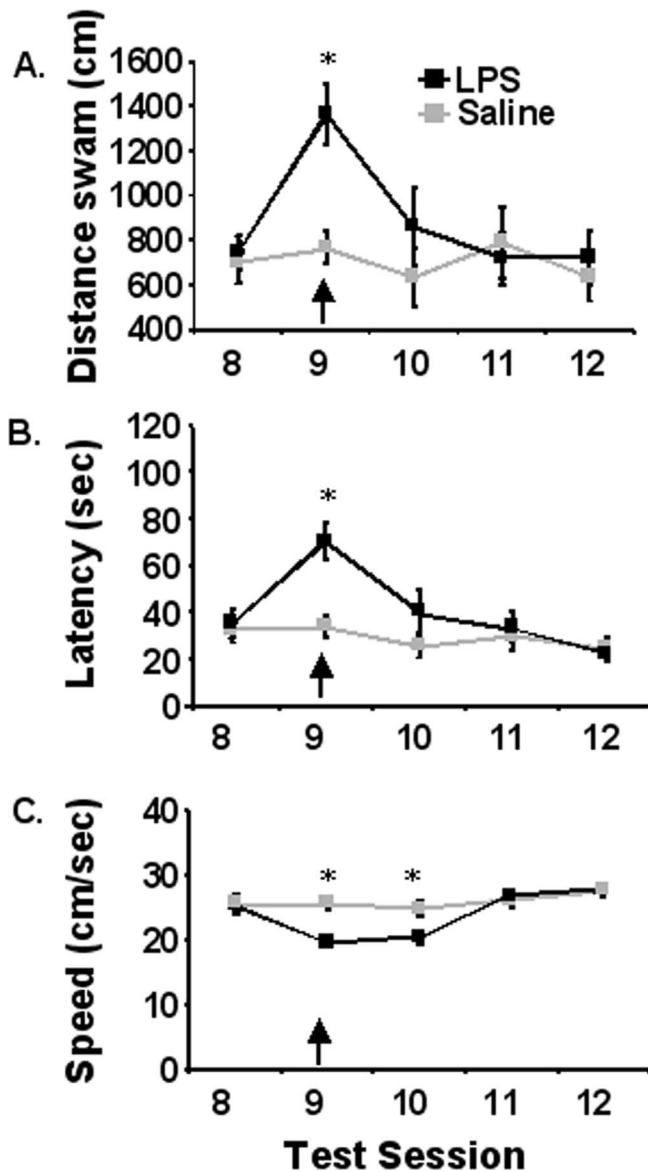 A.
Distance swam (cm)
1600
1400
1200
1000
800
600
400
*
LPS
Saline
8 9 10 11 12
B.
Latency (sec)
120
100
80
60
40
20
0
*
8 9 10 11 12
C.
Speed (cm/sec)
40
30
20
10
0
* *
8 9 10 11 12
Test Session